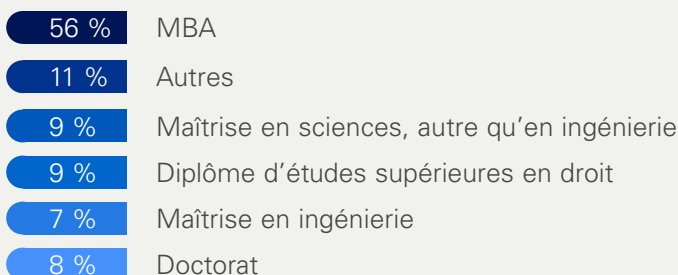 56 % MBA
11 % Autres
9 % Maîtrise en sciences, autre qu’en ingénierie
9 % Diplôme d’études supérieures en droit
7 % Maîtrise en ingénierie
8 % Doctorat